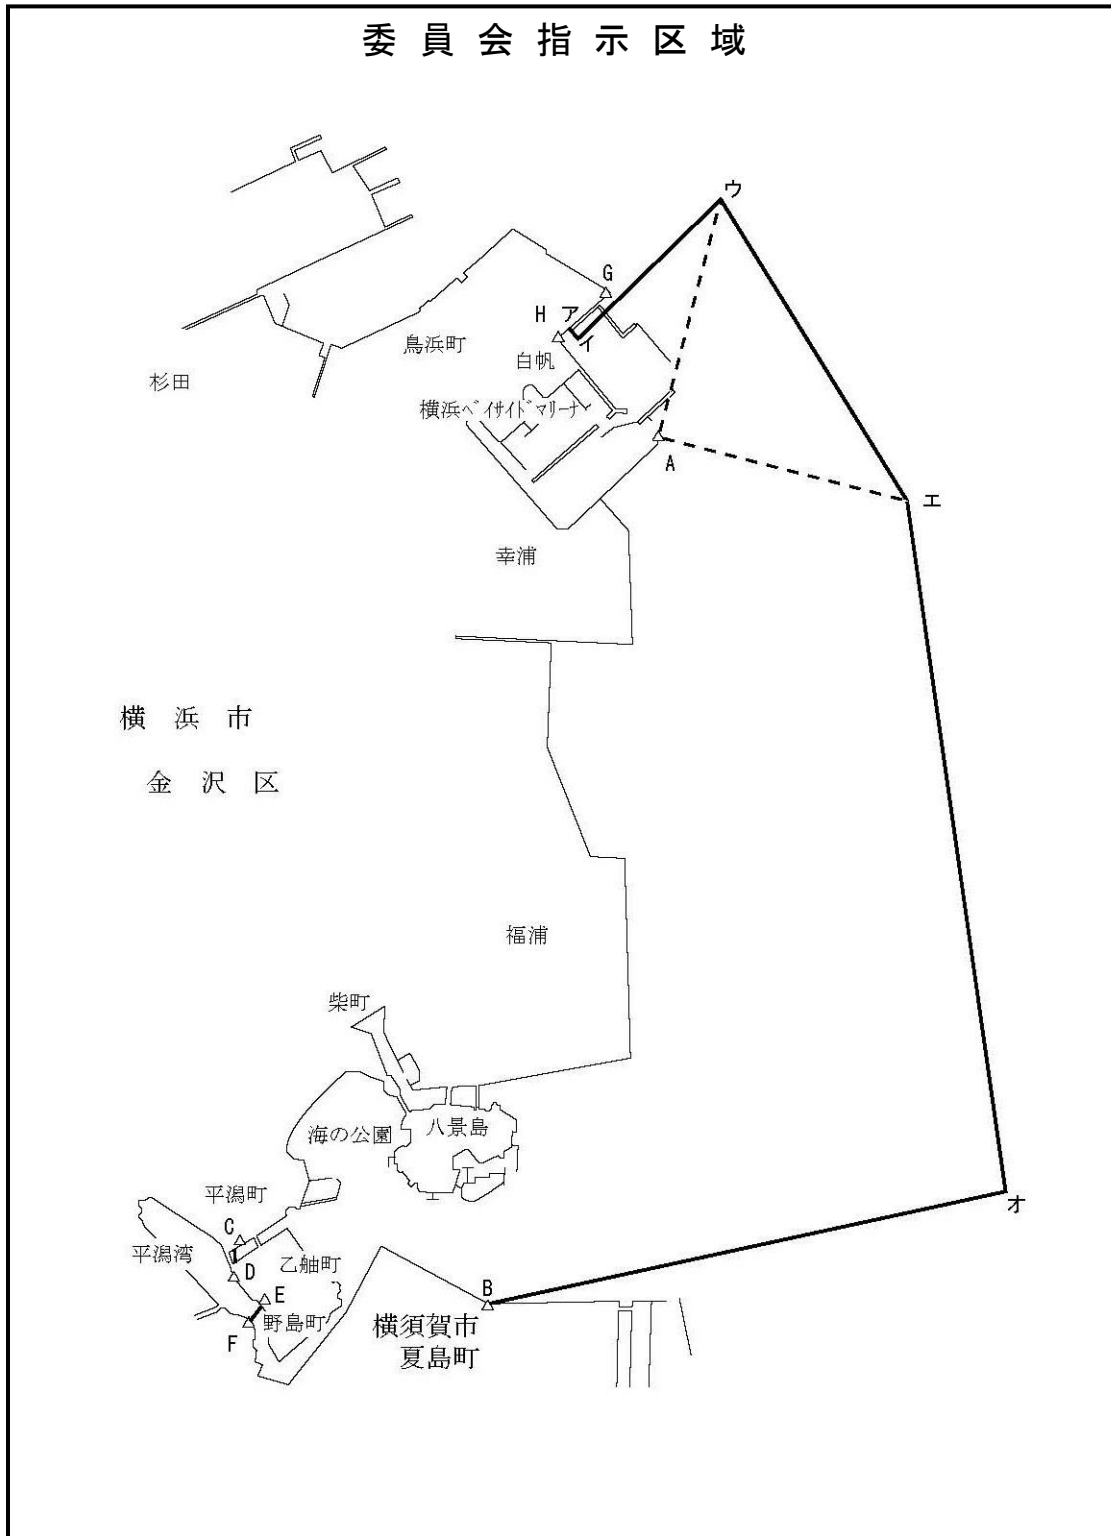 委員会指示区域
ウ
G
H ア
イ
鳥浜町
白帆
杉田
横浜ベイサイドマリーナ
A
エ
幸浦
横浜市
金沢区
福浦
柴町
八景島
海の公園
平潟町
オ
C
平潟湾
乙舳町
D
E
B
野島町
F
横須賀市
夏島町